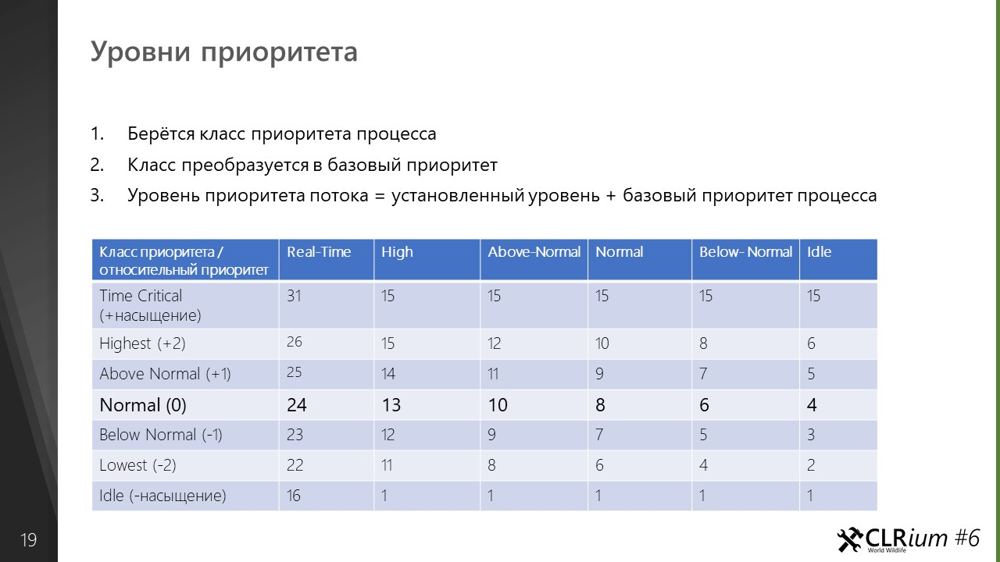 Уровни приоритета
1. Берётся класс приоритета процесса
2. Класс преобразуется в базовый приоритет
3. Уровень приоритета потока = установленный уровень + базовый приоритет процесса
Класс приоритета / Real-Time High Above-Normal Normal Below- Normal Idle
относительный приоритет
Time Critical 31 15 15 15 15 15
(+насыщение)
Highest (+2) 26 15 12 10 8 6
Above Normal (+1) 25 14 11 9 7 5
Normal (0) 24 13 10 8 6 4
Below Normal (-1) 23 12 9 7 5 3
Lowest (-2) 22 11 8 6 4 2
Idle (-насыщение) 16 1 1 1 1 1
19
CLRium #6
World Wildlife